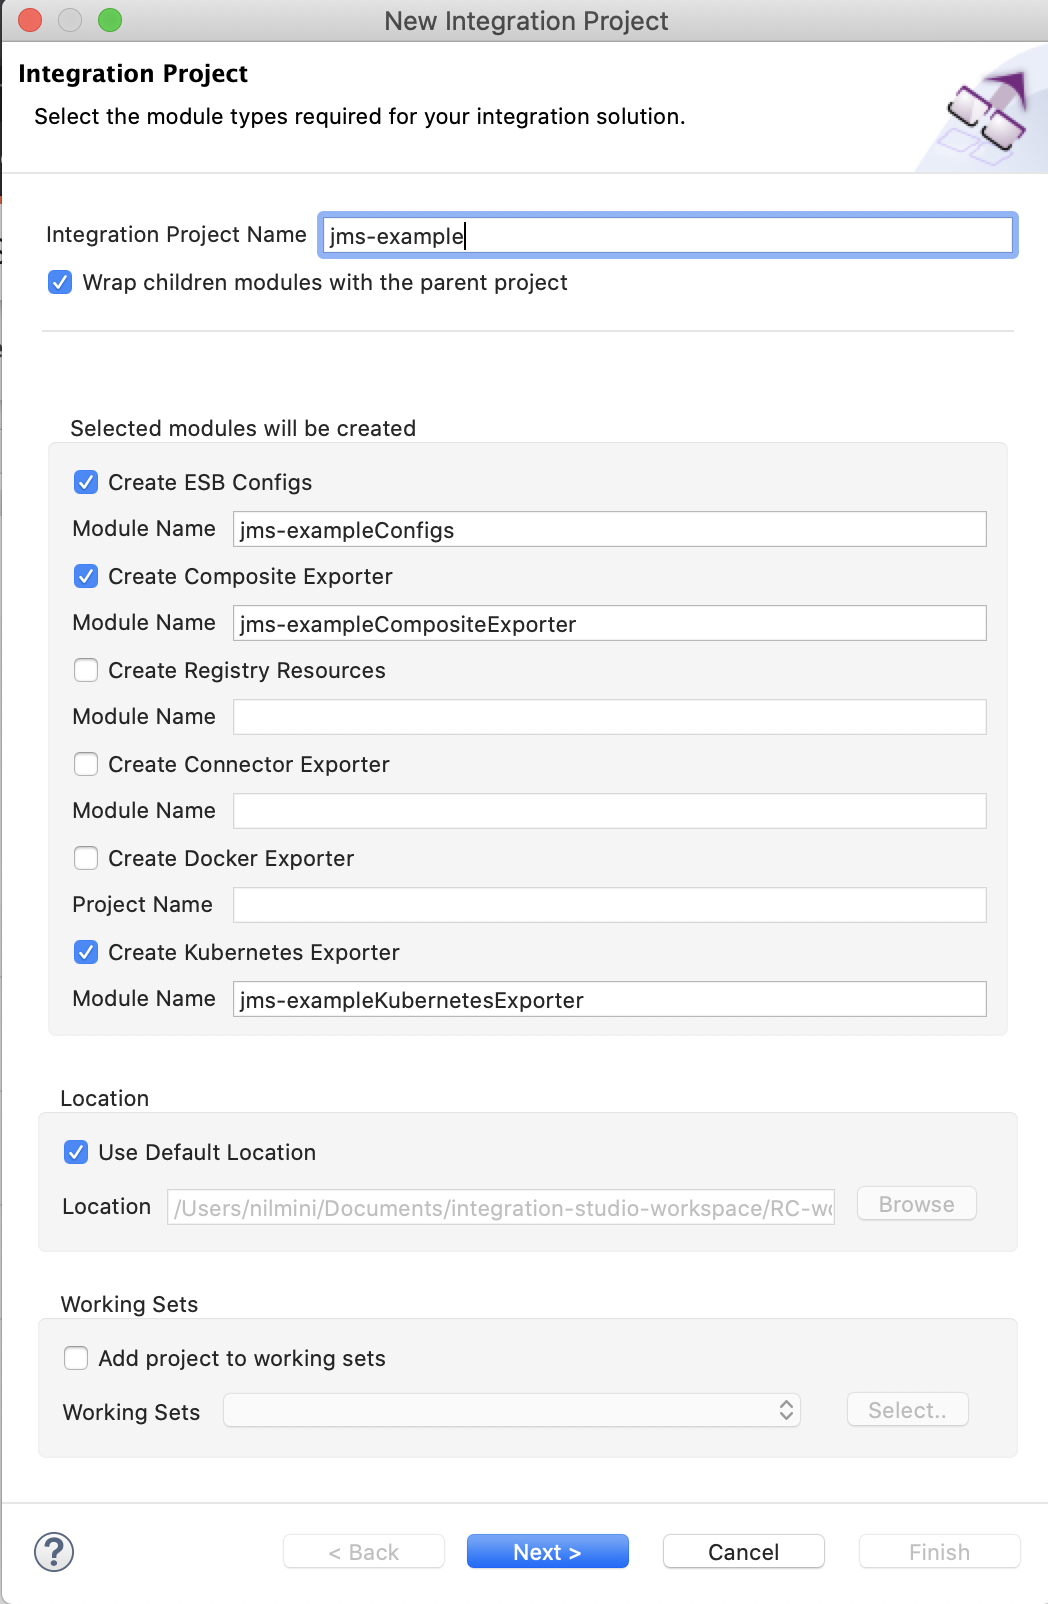 New Integration Project
Integration Project
Select the module types required for your integration solution.
Integration Project Name jms-example
Wrap children modules with the parent project
Selected modules will be created
Create ESB Configs
Module Name jms-exampleConfigs
Create Composite Exporter
Module Name jms-exampleCompositeExporter
Create Registry Resources
Module Name
Create Connector Exporter
Module Name
Create Docker Exporter
Project Name
Create Kubernetes Exporter
Module Name jms-exampleKubernetesExporter
Location
Use Default Location
Location /Users/nilmini/Documents/integration-studio-workspace/RC-wo Browse
Working Sets
Add project to working sets
Working Sets Select..
? < Back Next > Cancel Finish